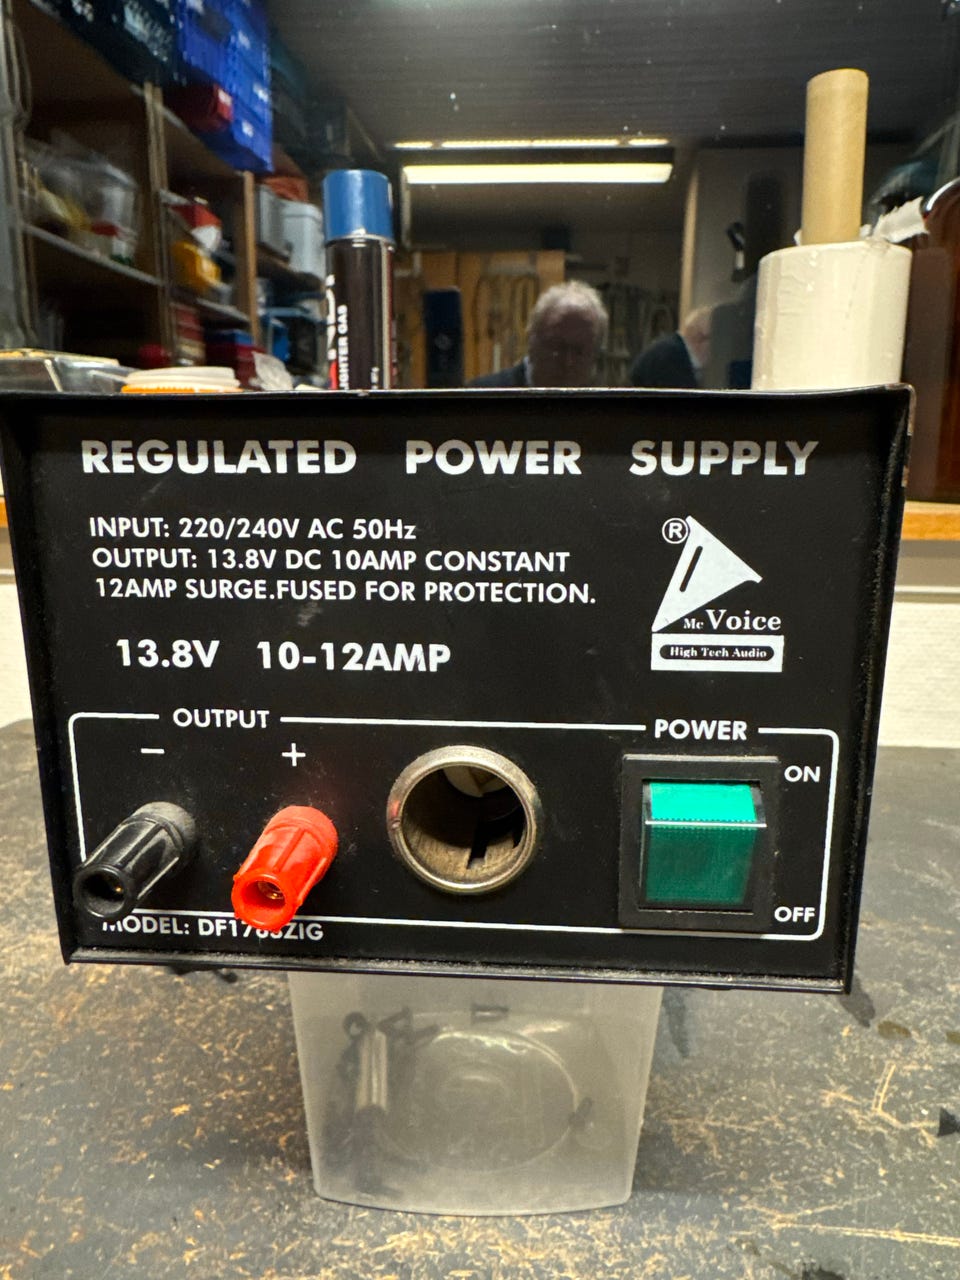 LIGHTER GAS
REGULATED POWER SUPPLY
INPUT: 220/240V AC 50Hz
OUTPUT: 13.8V DC 10AMP CONSTANT
12AMP SURGE.FUSED FOR PROTECTION.
®
Mc Voice
High Tech Audio
13.8V 10-12AMP
OUTPUT
POWER
- +
ON
OFF
MODEL: